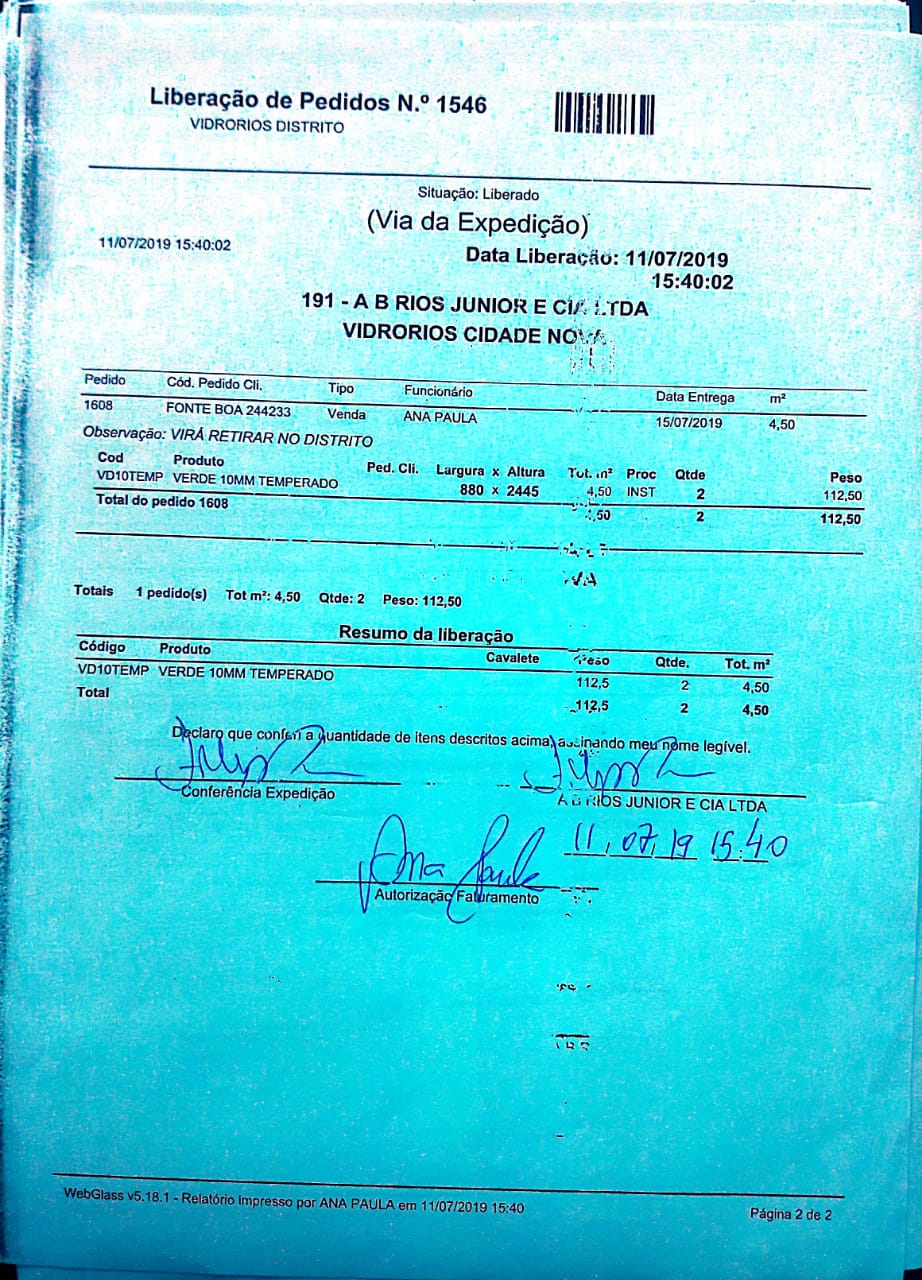 Liberação de Pedidos N.º 1546
VIDRORIOS DISTRITO
Situação: Liberado
(Via da Expedição)
11/07/2019 15:40:02
Data Liberação: 11/07/2019
15:40:02
191 - A B RIOS JUNIOR E CIA LTDA
VIDRORIOS CIDADE NOVA
Pedido Cód. Pedido Cli. Tipo Funcionário Data Entrega m²
1608 FONTE BOA 244233 Venda ANA PAULA 15/07/2019 4,50
Observação: VIRÁ RETIRAR NO DISTRITO
Cod Produto Ped. Cli. Largura x Altura Tot. m² Proc Qtde Peso
VD10TEMP VERDE 10MM TEMPERADO 880 x 2445 4,50 INST 2 112,50
Total do pedido 1608 4,50 2 112,50
Totais 1 pedido(s) Tot m²: 4,50 Qtde: 2 Peso: 112,50
Resumo da liberação
Código Produto Cavalete Peso Qtde. Tot. m²
VD10TEMP VERDE 10MM TEMPERADO 112,5 2 4,50
Total 112,5 2 4,50
Declaro que conferi a quantidade de itens descritos acima, assinando meu nome legível.
Conferência Expedição
A B RIOS JUNIOR E CIA LTDA
11, 07, 19 15:40
Ana Paula
Autorização Faturamento
WebGlass v5.18.1 - Relatório impresso por ANA PAULA em 11/07/2019 15:40
Página 2 de 2